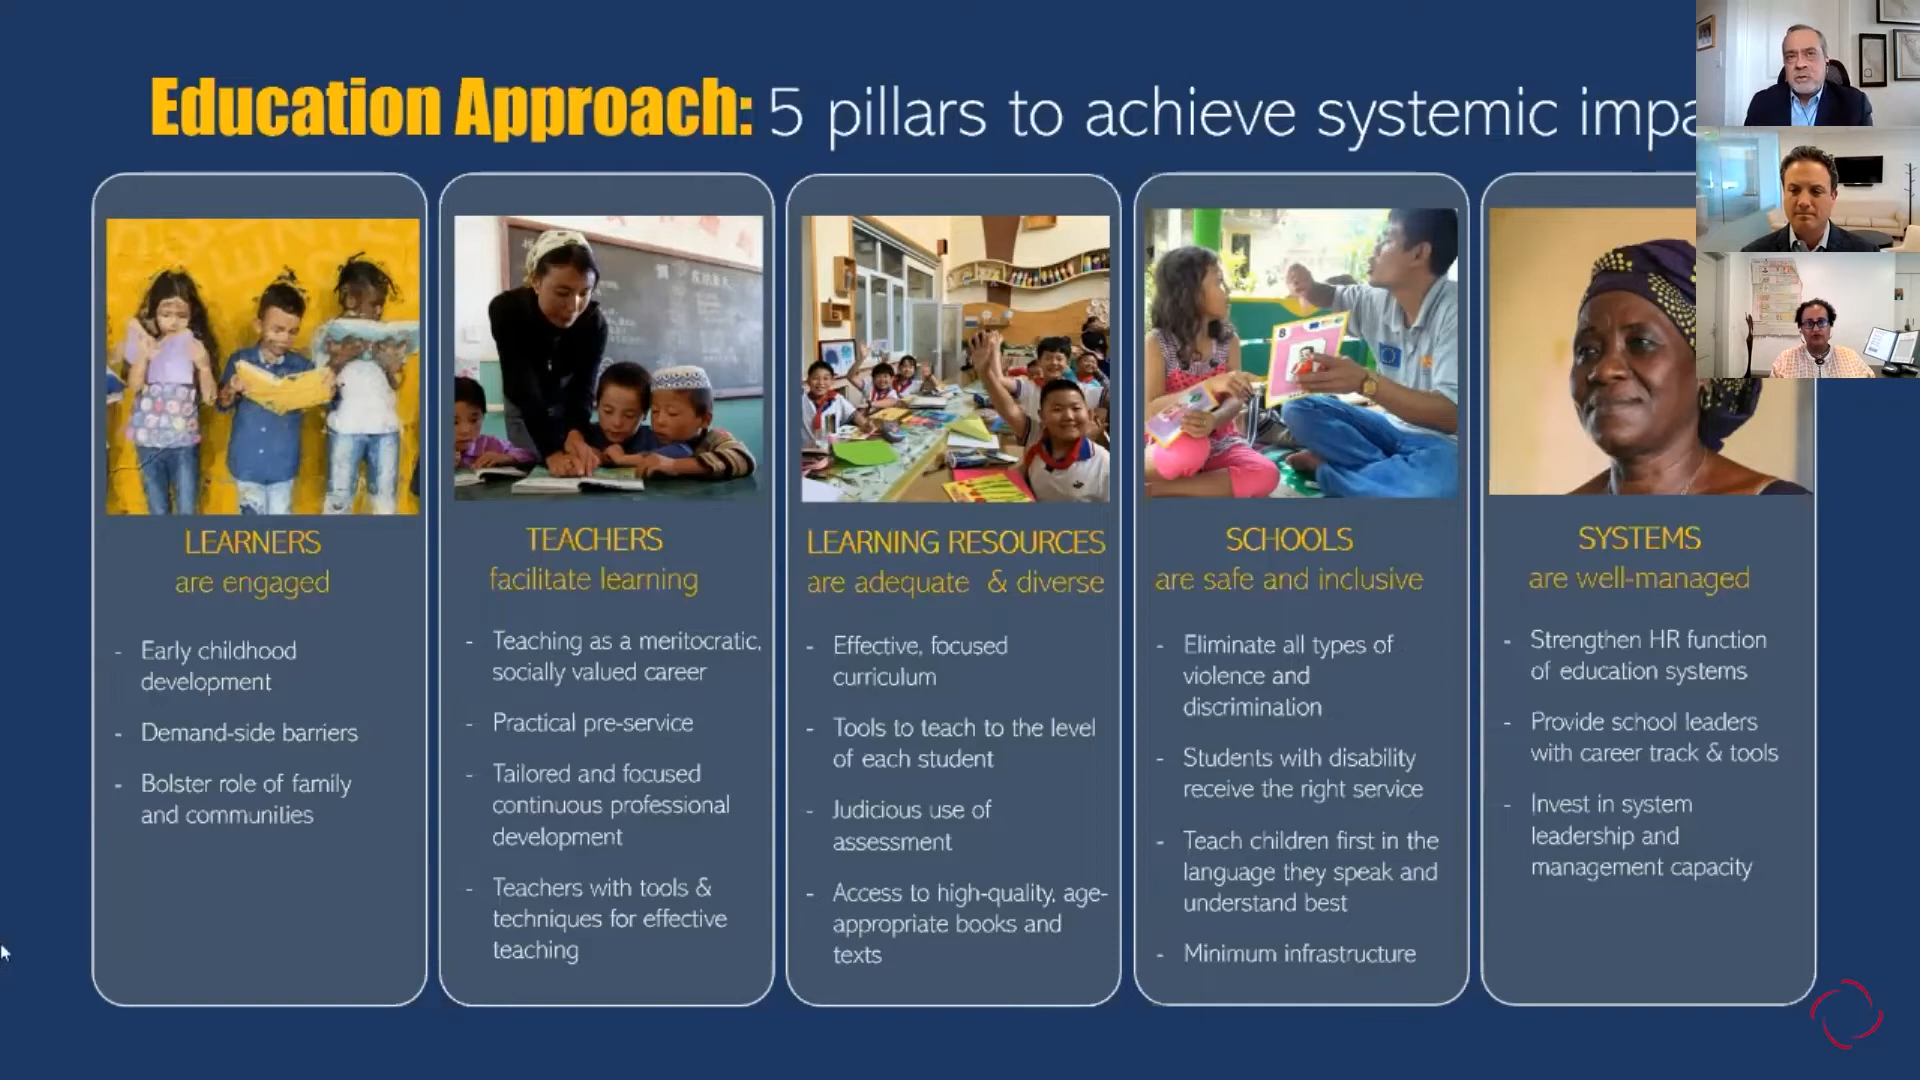 Education Approach: 5 pillars to achieve systemic impa
LEARNERS
are engaged
- Early childhood
development
- Demand-side barriers
- Bolster role of family
and communities
TEACHERS
facilitate learning
- Teaching as a meritocratic,
socially valued career
- Practical pre-service
- Tailored and focused
continuous professional
development
- Teachers with tools &
techniques for effective
teaching
LEARNING RESOURCES
are adequate & diverse
- Effective, focused
curriculum
- Tools to teach to the level
of each student
- Judicious use of
assessment
- Access to high-quality, age-
appropriate books and
texts
8
SCHOOLS
are safe and inclusive
- Eliminate all types of
violence and
discrimination
- Students with disability
receive the right service
- Teach children first in the
language they speak and
understand best
- Minimum infrastructure
SYSTEMS
are well-managed
- Strengthen HR function
of education systems
- Provide school leaders
with career track & tools
- Invest in system
leadership and
management capacity